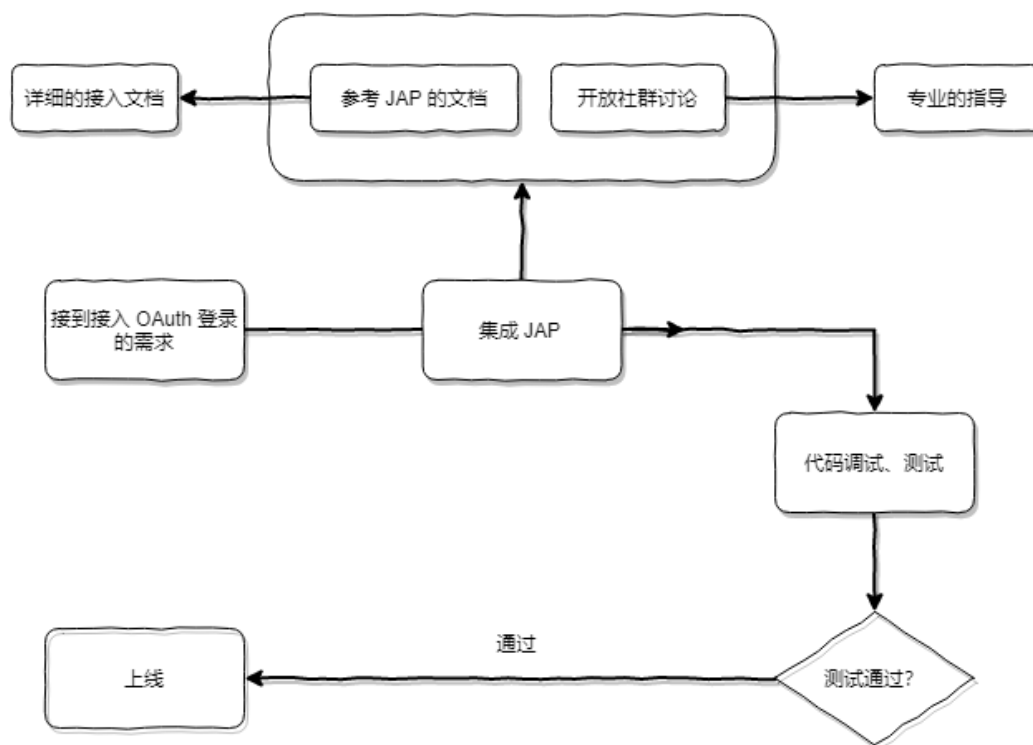 详细的接入文档
参考 JAP 的文档
开放社群讨论
专业的指导
接到接入 OAuth 登录
的需求
集成 JAP
代码调试、测试
通过
上线
测试通过?